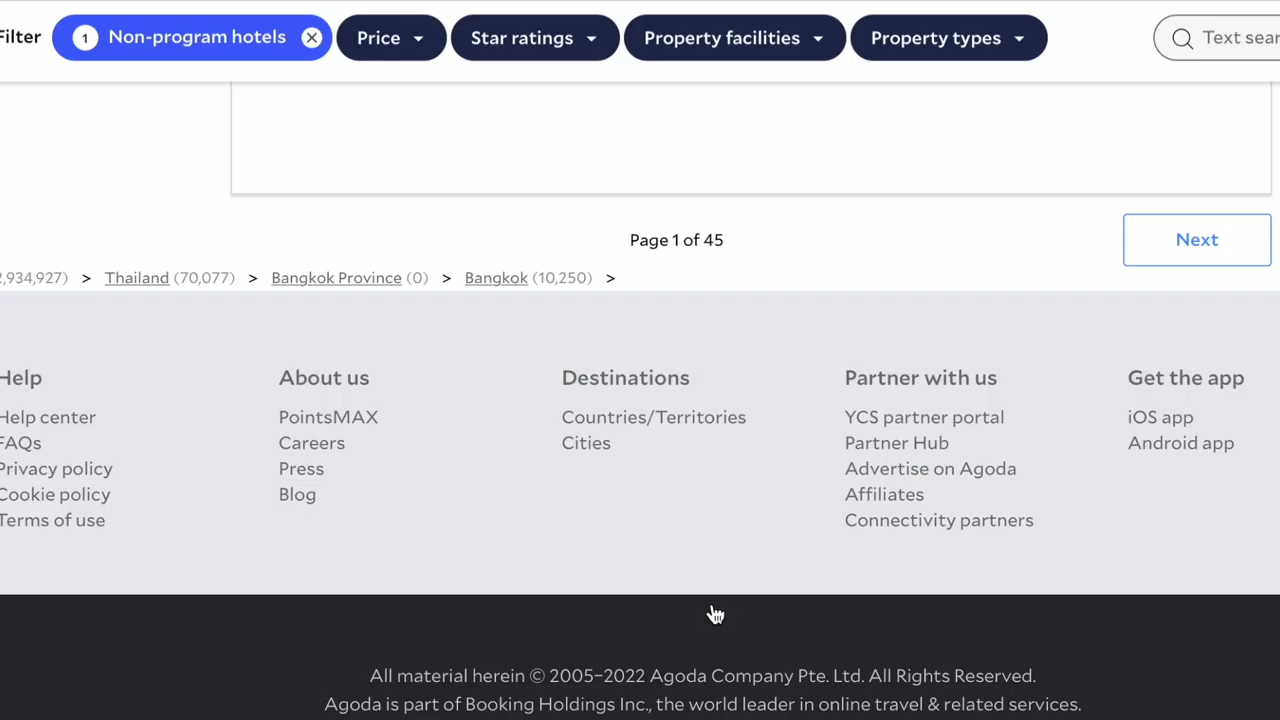 Filter 1 Non-program hotels Price Star ratings Property facilities Property types Text sear
Page 1 of 45 Next
2,934,927) > Thailand (70,077) > Bangkok Province (0) > Bangkok (10,250) >
Help About us Destinations Partner with us Get the app
Help center PointsMAX Countries/Territories YCS partner portal iOS app
FAQs Careers Cities Partner Hub Android app
Privacy policy Press Advertise on Agoda
Cookie policy Blog Affiliates
Terms of use Connectivity partners
All material herein © 2005–2022 Agoda Company Pte. Ltd. All Rights Reserved.
Agoda is part of Booking Holdings Inc., the world leader in online travel & related services.